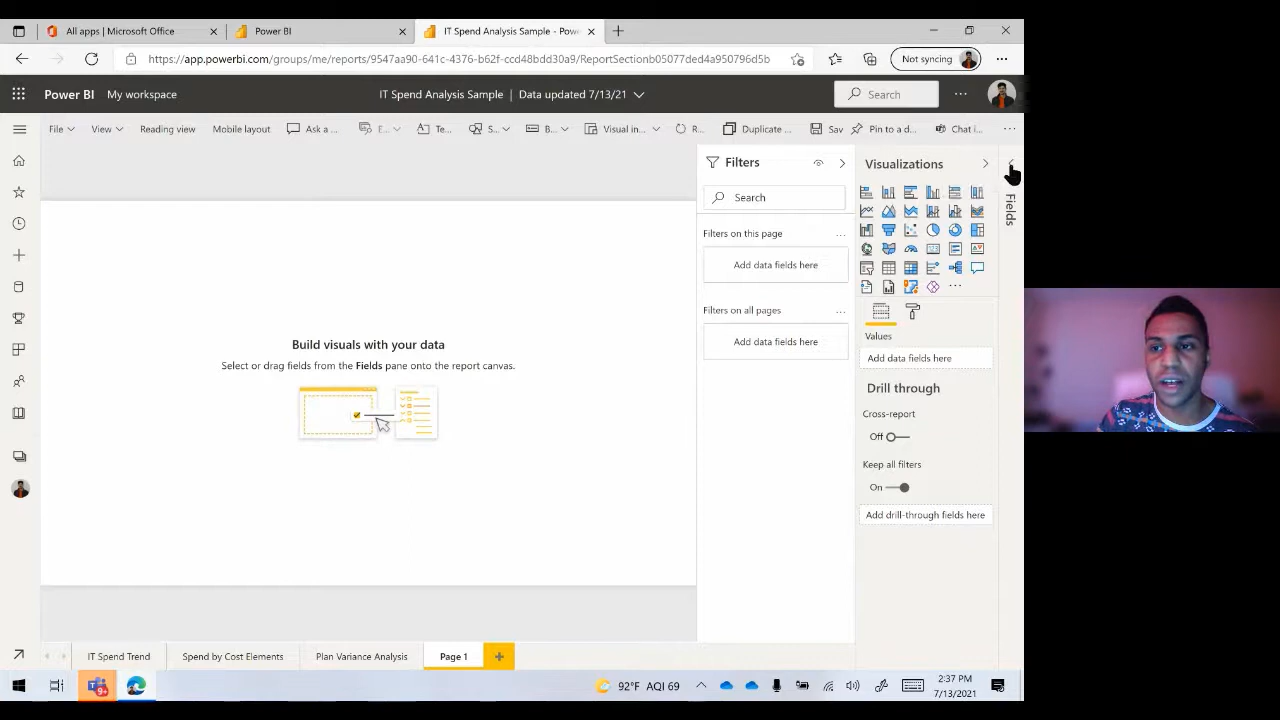 All apps | Microsoft Office
Power BI
IT Spend Analysis Sample - Powe
https://app.powerbi.com/groups/me/reports/9547aa90-641c-4376-b62f-ccd48bdd30a9/ReportSectionb05077ded4a950796d5b
Not syncing
Power BI My workspace
IT Spend Analysis Sample | Data updated 7/13/21
Search
File
View
Reading view
Mobile layout
Ask a ...
E...
Te...
S...
B...
Visual in...
R...
Duplicate ...
Sav
Pin to a d...
Chat i...
Filters
Search
Filters on this page
Add data fields here
Filters on all pages
Add data fields here
Visualizations
Values
Add data fields here
Drill through
Cross-report
Off
Keep all filters
On
Add drill-through fields here
Fields
Build visuals with your data
Select or drag fields from the Fields pane onto the report canvas.
IT Spend Trend
Spend by Cost Elements
Plan Variance Analysis
Page 1
9+
92°F AQI 69
2:37 PM
7/13/2021